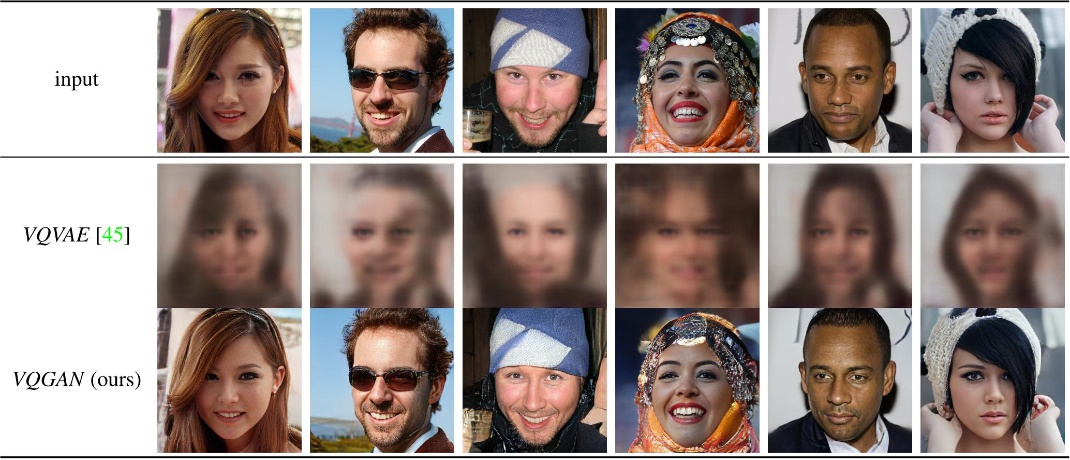 input
VQVAE [45]
VQGAN (ours)